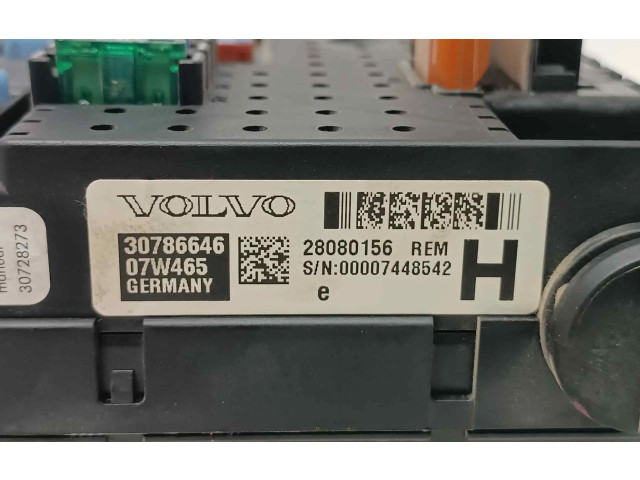 VOLVO
30786646
07W465
GERMANY
28080156 REM
S/N:00007448542
e
H
30728273